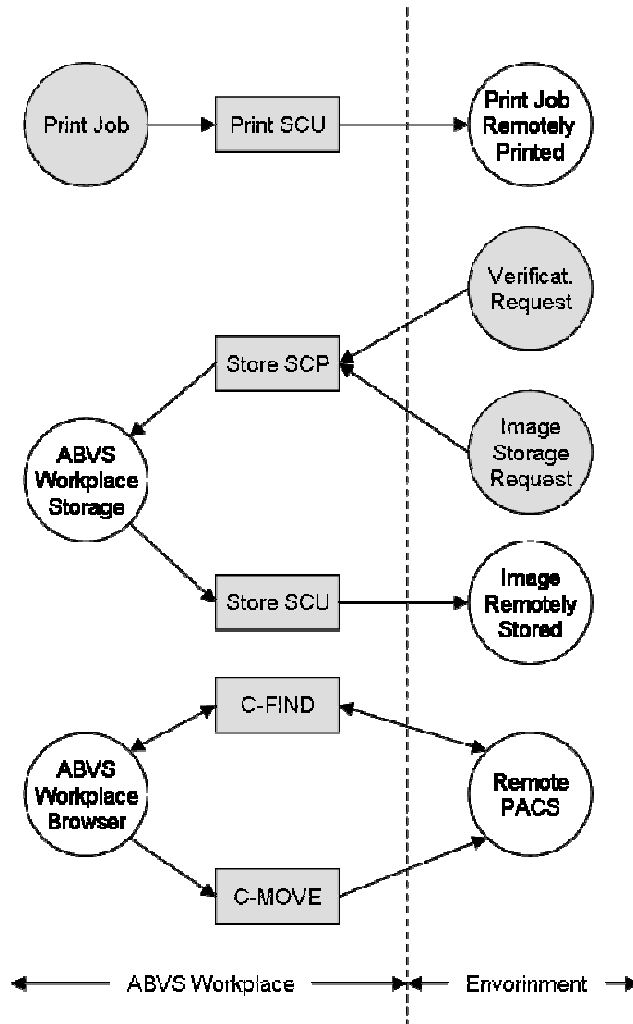 Print Job
Print SCU
Print Job
Remotely
Printed
Verificat.
Request
Store SCP
Image
Storage
Request
ABVS
Workplace
Storage
Store SCU
Image
Remotely
Stored
C-FIND
ABVS
Workplace
Browser
Remote
PACS
C-MOVE
ABVS Workplace
Envorinment